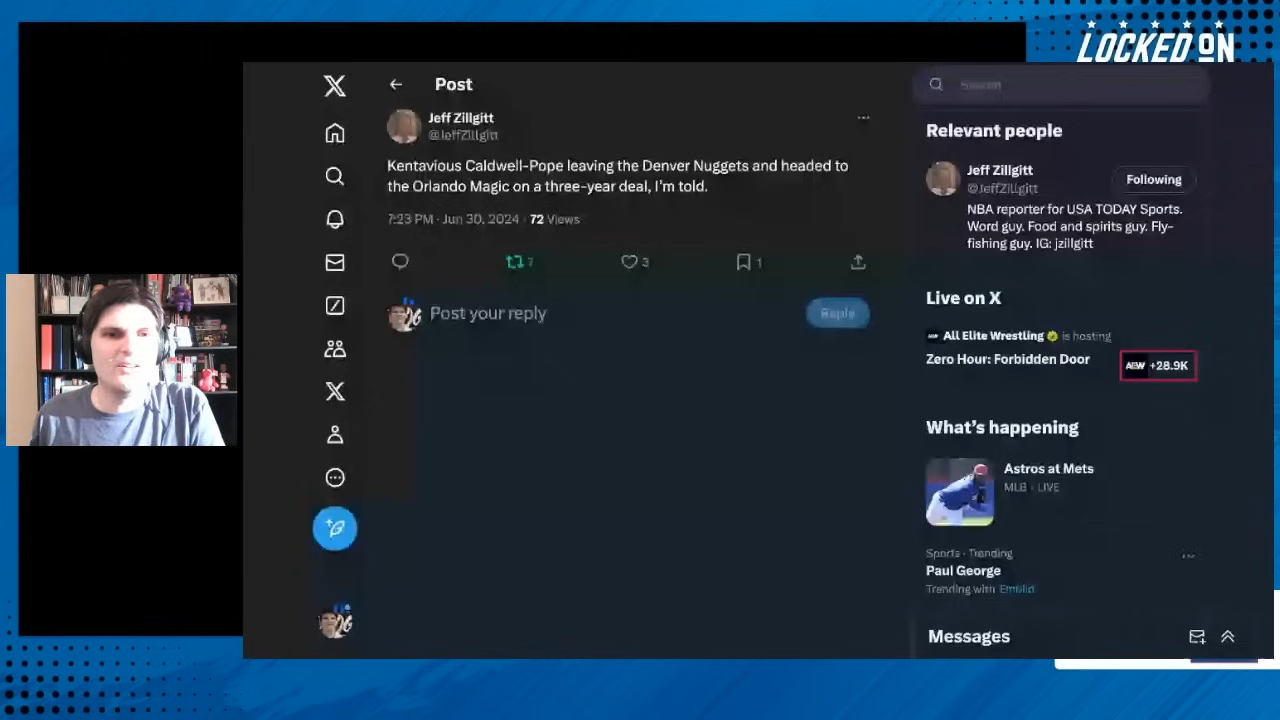 LOCKED ON
Post
Search
Jeff Zillgitt
@JeffZillgitt
Kentavious Caldwell-Pope leaving the Denver Nuggets and headed to
the Orlando Magic on a three-year deal, I'm told.
7:23 PM · Jun 30, 2024 · 72 Views
7
3
1
Post your reply
Reply
Relevant people
Jeff Zillgitt
@JeffZillgitt
Following
NBA reporter for USA TODAY Sports.
Word guy. Food and spirits guy. Fly-
fishing guy. IG: jzillgitt
Live on X
All Elite Wrestling is hosting
Zero Hour: Forbidden Door
AEW +28.9K
What's happening
Astros at Mets
MLB · LIVE
Sports · Trending
Paul George
Trending with Embiid
Messages